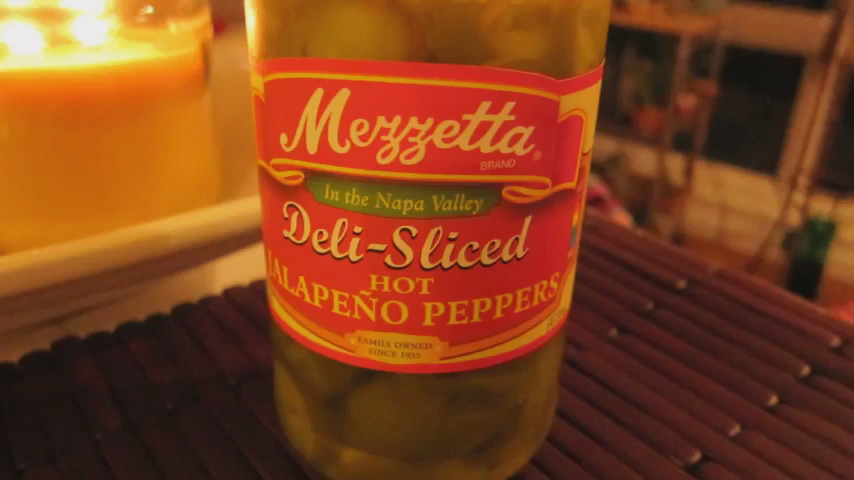 Mezzetta®
BRAND
In the Napa Valley
Deli-Sliced
HOT
JALAPEÑO PEPPERS
FAMILY OWNED
SINCE 1935